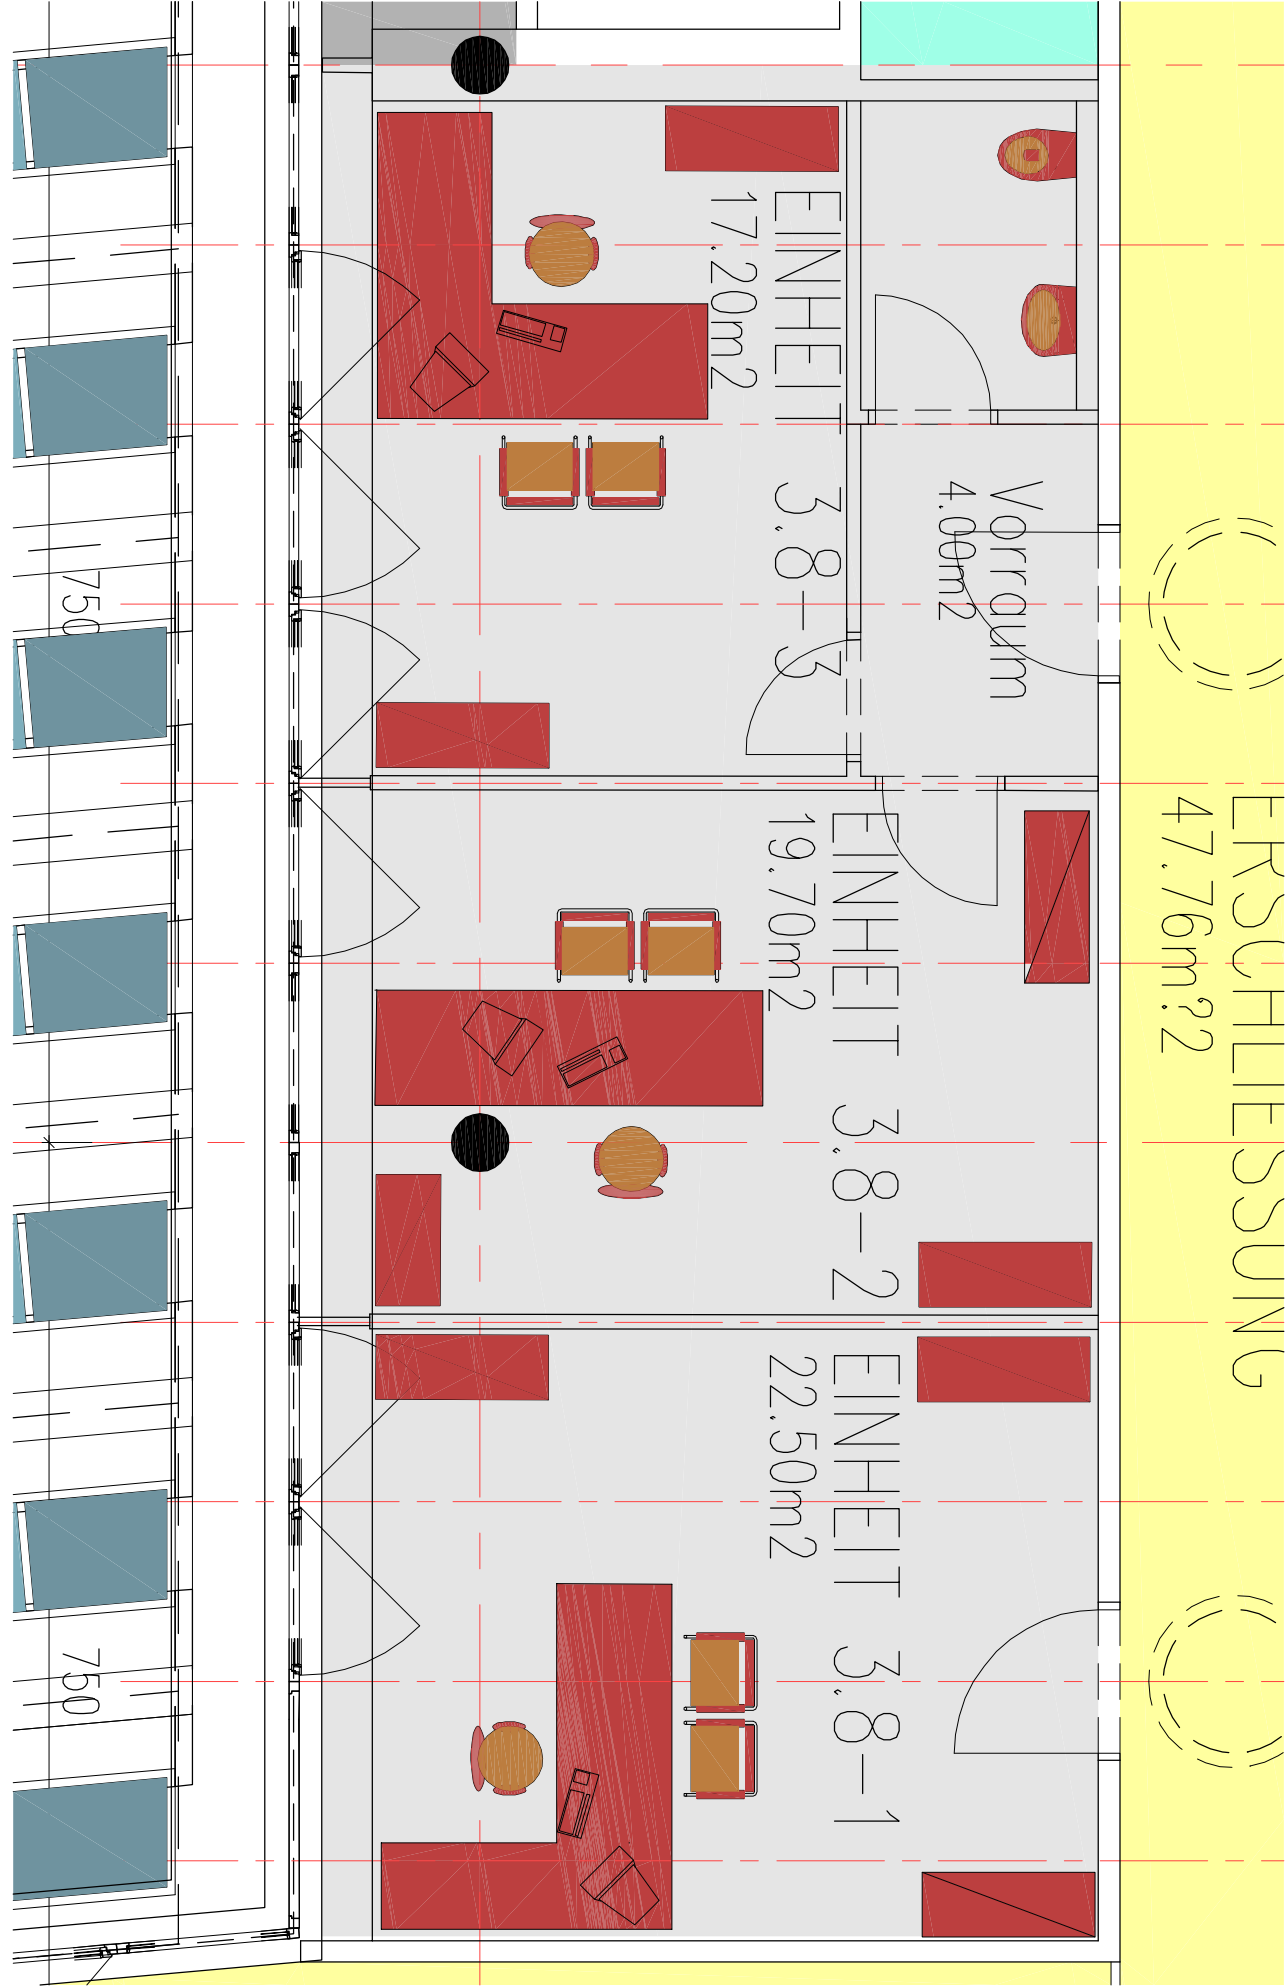 EINHEIT 3.8-3
17.20m2
Vorraum
4.00m2
EINHEIT 3.8-2
19.70m2
EINHEIT 3.8-1
22.50m2
ERSCHLIESSUNG
47.76m?2
750
750